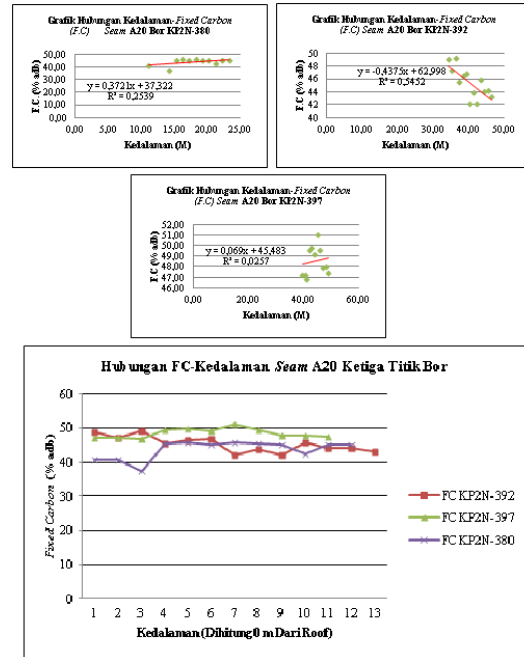 Grafik Hubungan Kedalaman-Fixed Carbon
(F.C) Seam A20 Bor KP2N-380
F.C (% adb)
60,00
40,00
20,00
0,00
y = 0,3721x + 37,322
R² = 0,2539
0,00 5,00 10,00 15,00 20,00 25,00
Kedalaman (M)
Grafik Hubungan Kedalaman-Fixed Carbon
(F.C) Seam A20 Bor KP2N-392
F.C (% adb)
50
48
46
44
42
y = -0,4375x + 62,998
R² = 0,5452
0,00 10,00 20,00 30,00 40,00 50,00
Kedalaman (M)
Grafik Hubungan Kedalaman-Fixed Carbon
(F.C) Seam A20 Bor KP2N-397
F.C (% adb)
52,00
51,00
50,00
49,00
48,00
47,00
46,00
y = 0,069x + 45,483
R² = 0,0257
0,00 20,00 40,00 60,00
Kedalaman (M)
Hubungan FC-Kedalaman Seam A20 Ketiga Titik Bor
Fixed Carbon (% adb)
60
50
40
30
20
10
0
1 2 3 4 5 6 7 8 9 10 11 12 13
Kedalaman (Dihitung 0 m Dari Roof)
FC KP2N-392
FC KP2N-397
FC KP2N-380